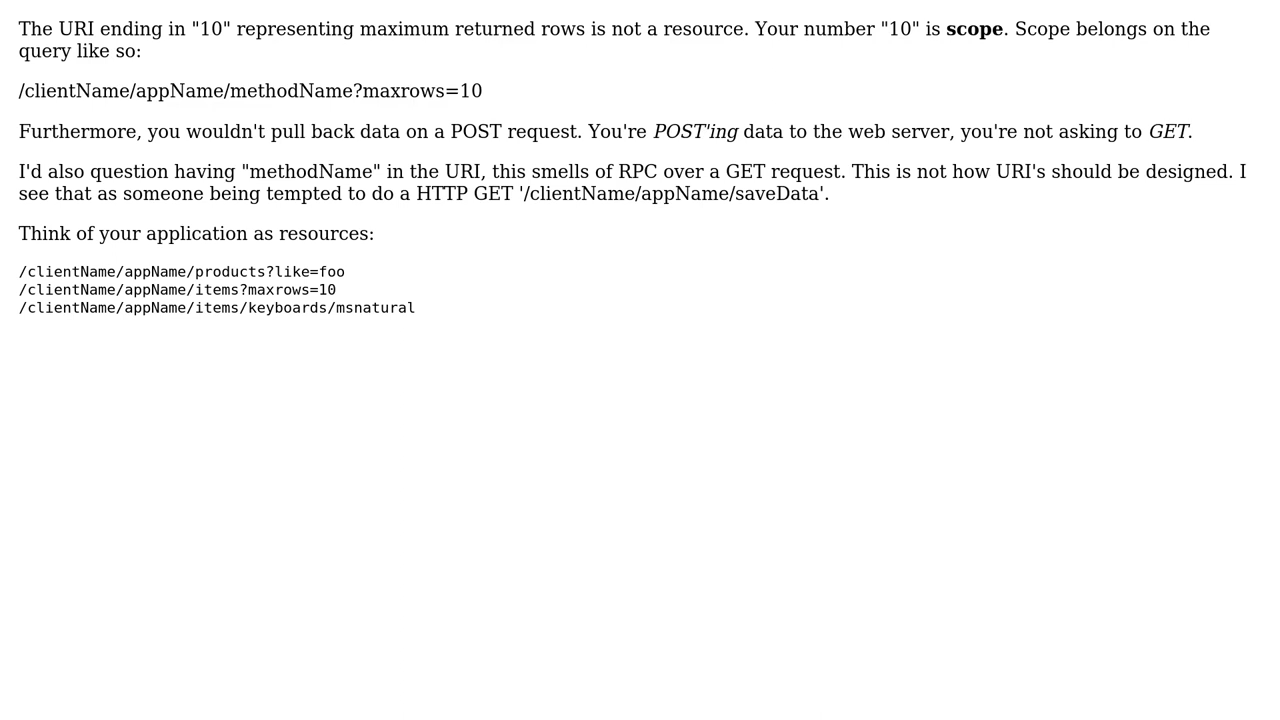 The URI ending in "10" representing maximum returned rows is not a resource. Your number "10" is scope. Scope belongs on the
query like so:
/clientName/appName/methodName?maxrows=10
Furthermore, you wouldn't pull back data on a POST request. You're POST'ing data to the web server, you're not asking to GET.
I'd also question having "methodName" in the URI, this smells of RPC over a GET request. This is not how URI's should be designed. I
see that as someone being tempted to do a HTTP GET '/clientName/appName/saveData'.
Think of your application as resources:
/clientName/appName/products?like=foo
/clientName/appName/items?maxrows=10
/clientName/appName/items/keyboards/msnatural